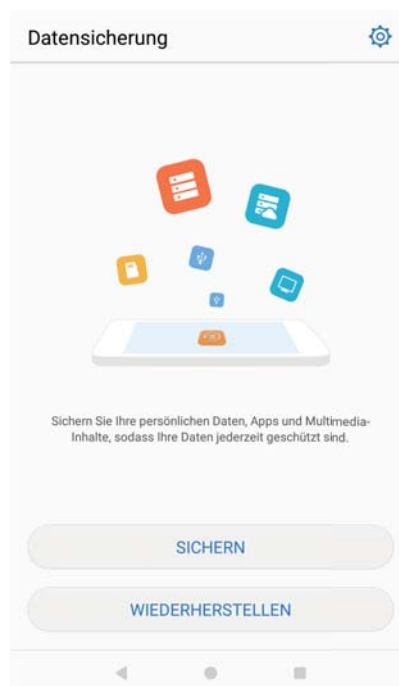 Datensicherung
Sichern Sie Ihre persönlichen Daten, Apps und Multimedia-
Inhalte, sodass Ihre Daten jederzeit geschützt sind.
SICHERN
WIEDERHERSTELLEN